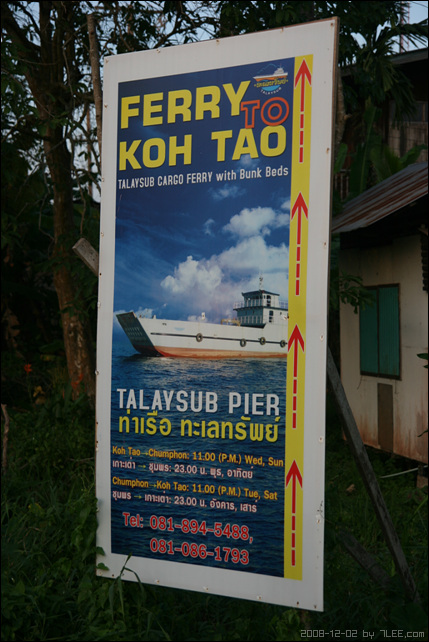 FERRY TO
KOH TAO
TALAYSUB CARGO FERRY with Bunk Beds
TALAYSUB PIER
ท่าเรือ ทะเลทรัพย์
Koh Tao→Chumphon: 11:00 (P.M.) Wed, Sun
เกาะเต่า → ชุมพร: 23.00 น. พุธ, อาทิตย์
Chumphon→Koh Tao: 11:00 (P.M.) Tue, Sat
ชุมพร → เกาะเต่า: 23.00 น. อังคาร, เสาร์
Tel: 081-894-5488,
081-086-1793
2008-12-02 by 7LEE.com